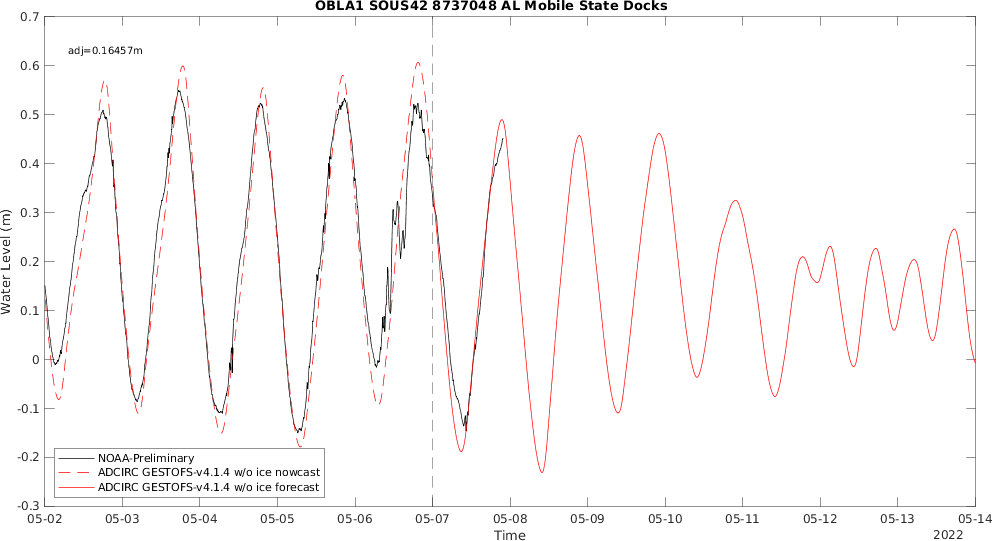 OBLA1 SOUS42 8737048 AL Mobile State Docks
adj=0.16457m
Water Level (m)
0.7
0.6
0.5
0.4
0.3
0.2
0.1
0
-0.1
-0.2
-0.3
NOAA-Preliminary
ADCIRC GESTOFS-v4.1.4 w/o ice nowcast
ADCIRC GESTOFS-v4.1.4 w/o ice forecast
05-02 05-03 05-04 05-05 05-06 05-07 05-08 05-09 05-10 05-11 05-12 05-13 05-14
Time
2022